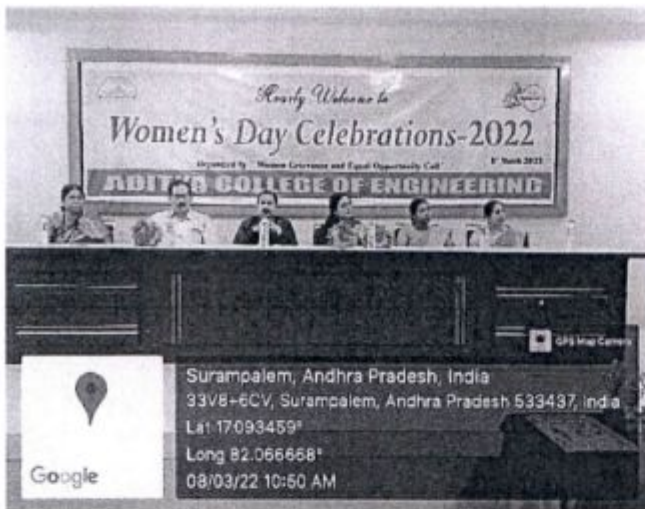 Hearty Welcome to
Women's Day Celebrations-2022
Organized by Women Grievance and Equal Opportunity Cell
8th March 2022
ADITYA COLLEGE OF ENGINEERING
GPS Map Camera
Surampalem, Andhra Pradesh, India
33V8+6CV, Surampalem, Andhra Pradesh 533437, India
Lat 17.093459°
Long 82.066668°
08/03/22 10:50 AM
Google